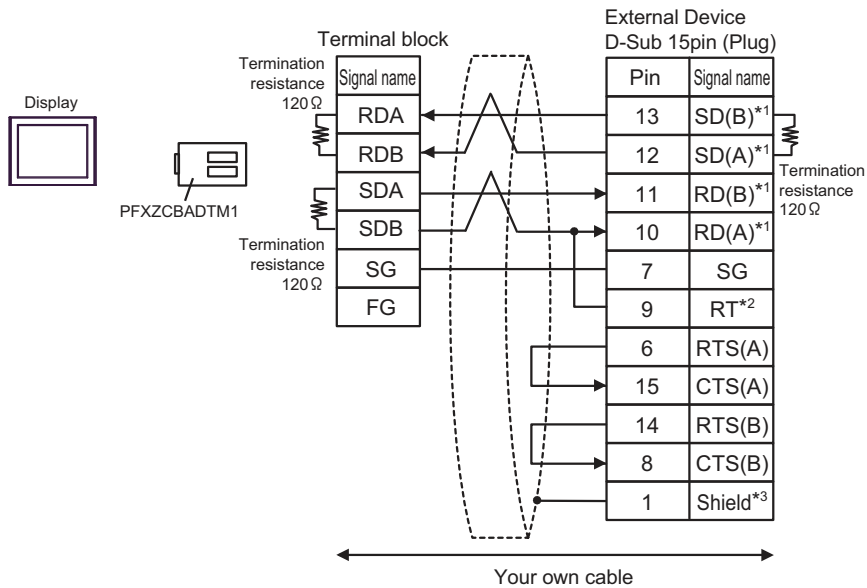 External Device
D-Sub 15pin (Plug)
Terminal block
Termination
resistance
120Ω
Signal name
RDA
RDB
SDA
SDB
SG
FG
Termination
resistance
120Ω
Display
PFXZCBADTM1
Pin Signal name
13 SD(B)*1
12 SD(A)*1
11 RD(B)*1
10 RD(A)*1
7 SG
9 RT*2
6 RTS(A)
15 CTS(A)
14 RTS(B)
8 CTS(B)
1 Shield*3
Termination
resistance
120Ω
Your own cable